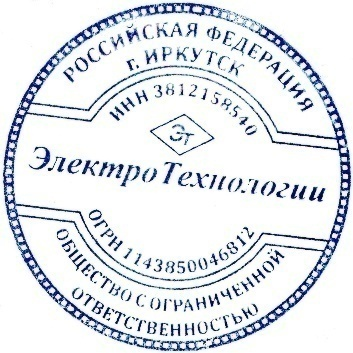 РОССИЙСКАЯ ФЕДЕРАЦИЯ
г. ИРКУТСК
ИНН 3812158540
Эт
ЭлектроТехнологии
ОГРН 1143850046812
ОБЩЕСТВО С ОГРАНИЧЕННОЙ
ОТВЕТСТВЕННОСТЬЮ